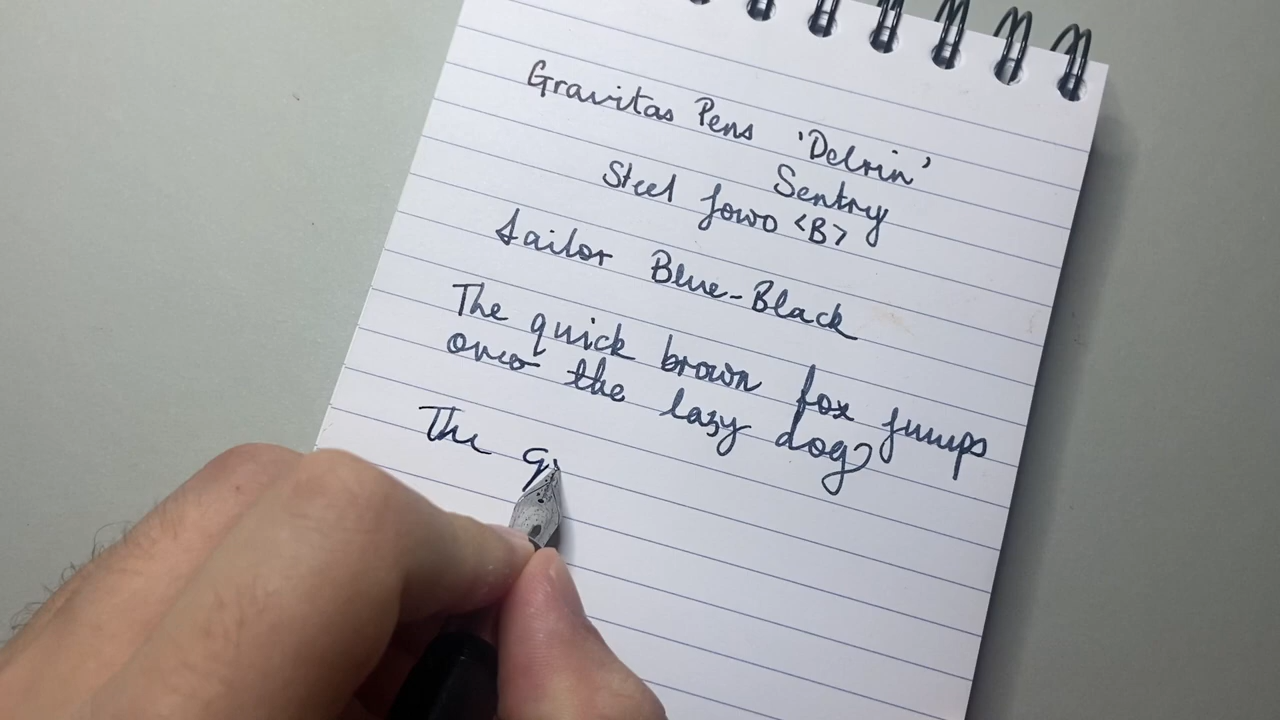 Gravitas Pens 'Delrin'
Sentry
Steel Jowo <B>
Sailor Blue-Black
The quick brown fox jumps
over the lazy dog
The q